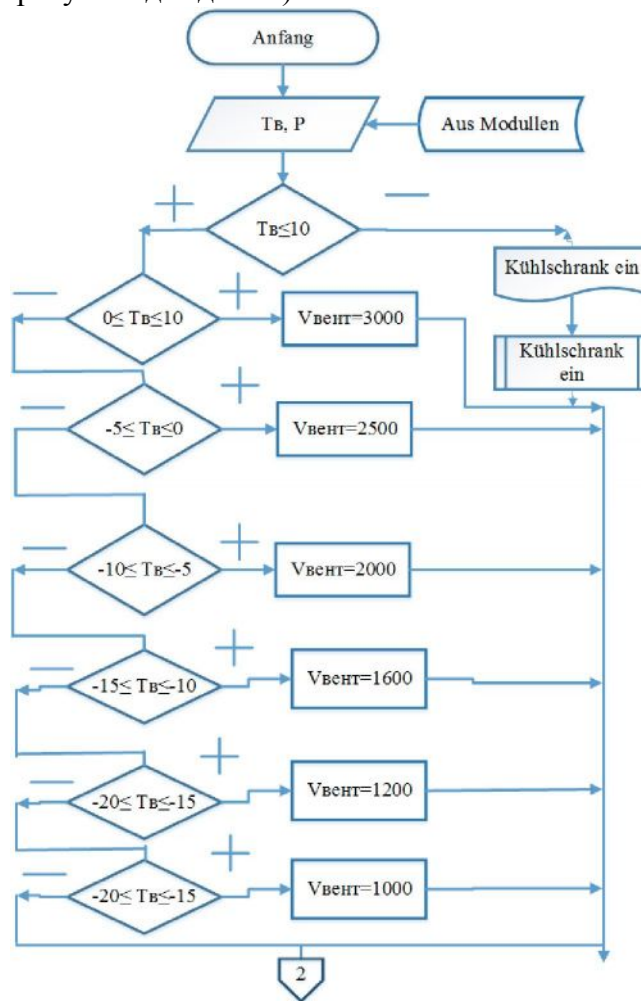 Anfang
Тв, Р
Aus Modullen
Тв≤10
Kühlschrank ein
0≤ Тв≤10
Vвент=3000
Kühlschrank
ein
-5≤ Тв≤0
Vвент=2500
-10≤ Тв≤-5
Vвент=2000
-15≤ Тв≤-10
Vвент=1600
-20≤ Тв≤-15
Vвент=1200
-20≤ Тв≤-15
Vвент=1000
2